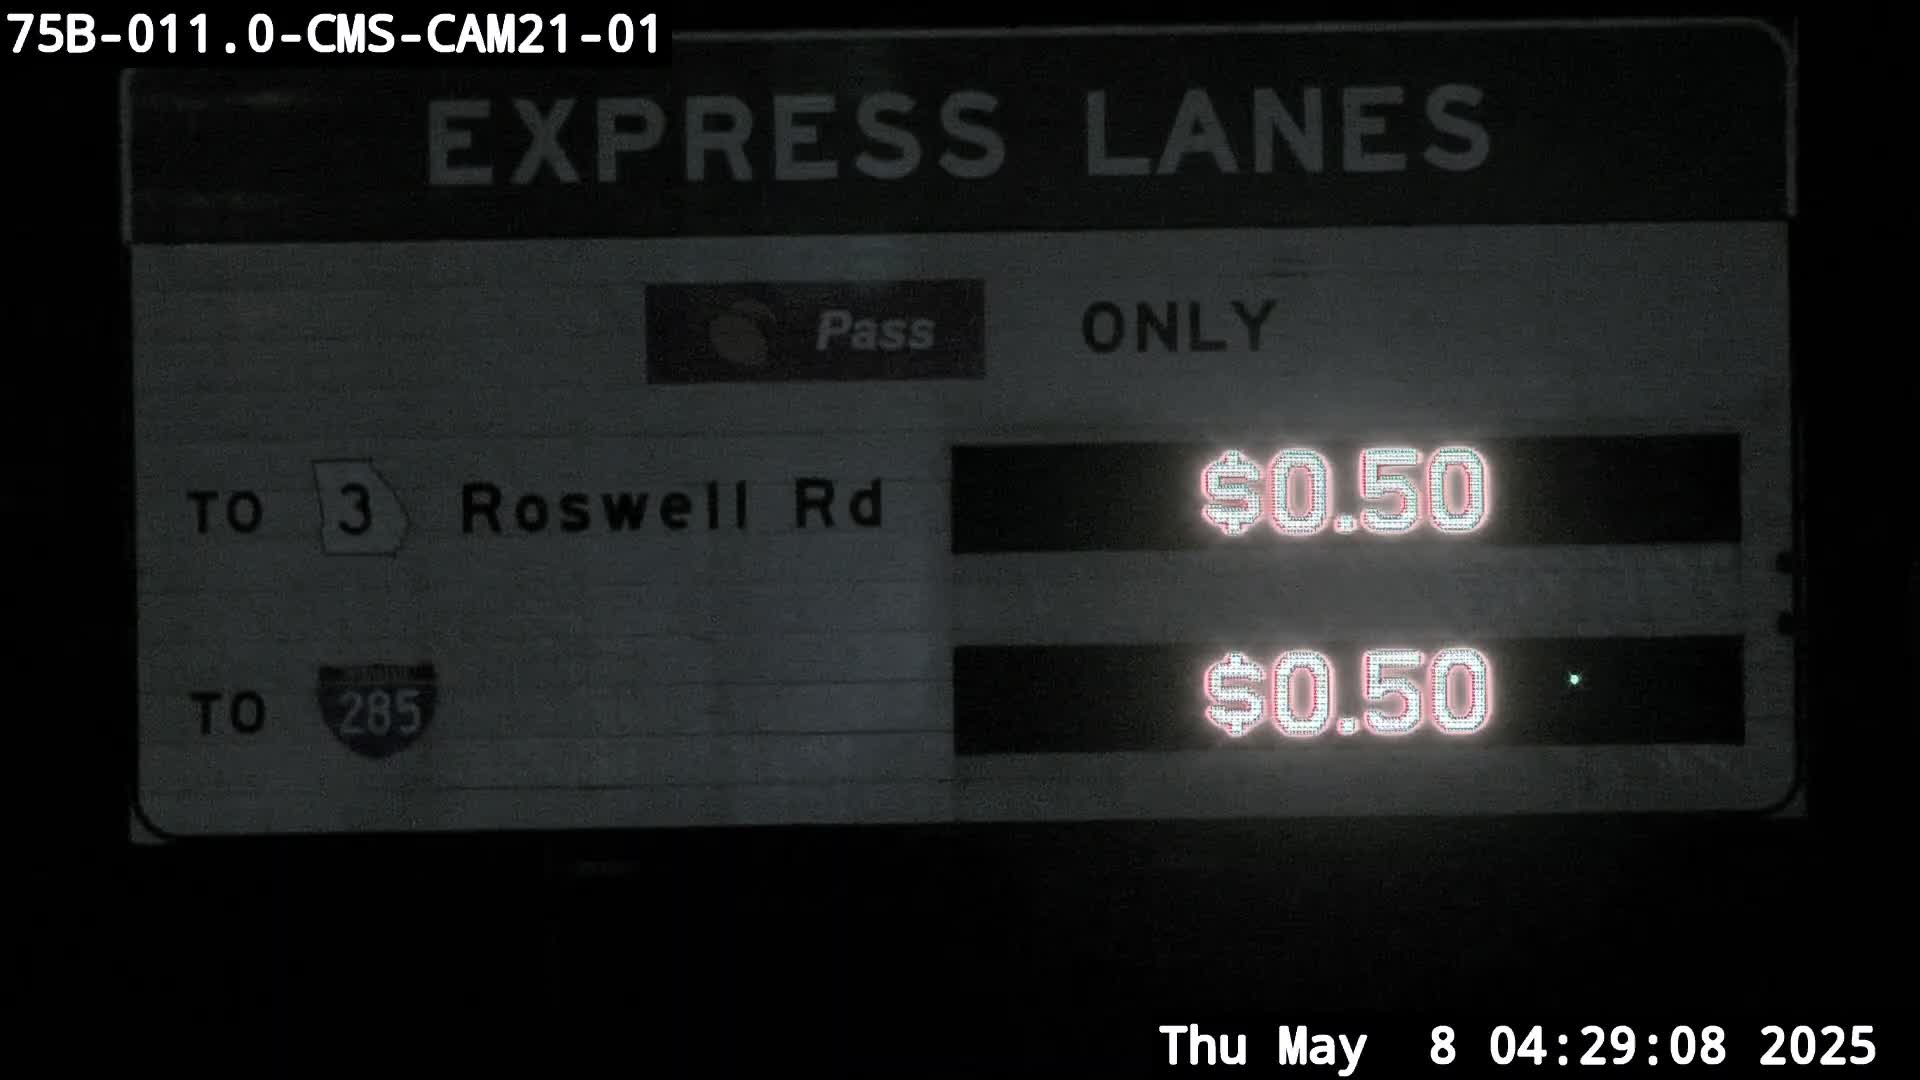 75B-011.0-CMS-CAM21-01
EXPRESS LANES
Pass ONLY
TO 3 Roswell Rd $0.50
TO 285 $0.50
Thu May 8 04:29:08 2025